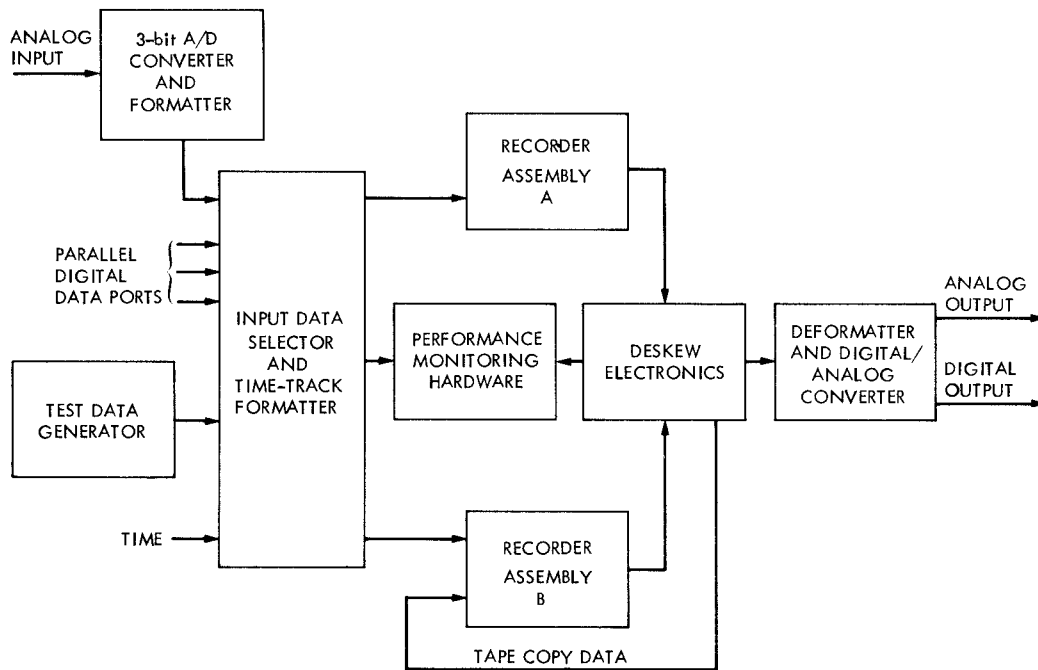 ANALOG
INPUT
3-bit A/D
CONVERTER
AND
FORMATTER
PARALLEL
DIGITAL
DATA PORTS
TEST DATA
GENERATOR
TIME
INPUT DATA
SELECTOR
AND
TIME-TRACK
FORMATTER
RECORDER
ASSEMBLY
A
PERFORMANCE
MONITORING
HARDWARE
RECORDER
ASSEMBLY
B
TAPE COPY DATA
DESKEW
ELECTRONICS
DEFORMATTER
AND DIGITAL/
ANALOG
CONVERTER
ANALOG
OUTPUT
DIGITAL
OUTPUT